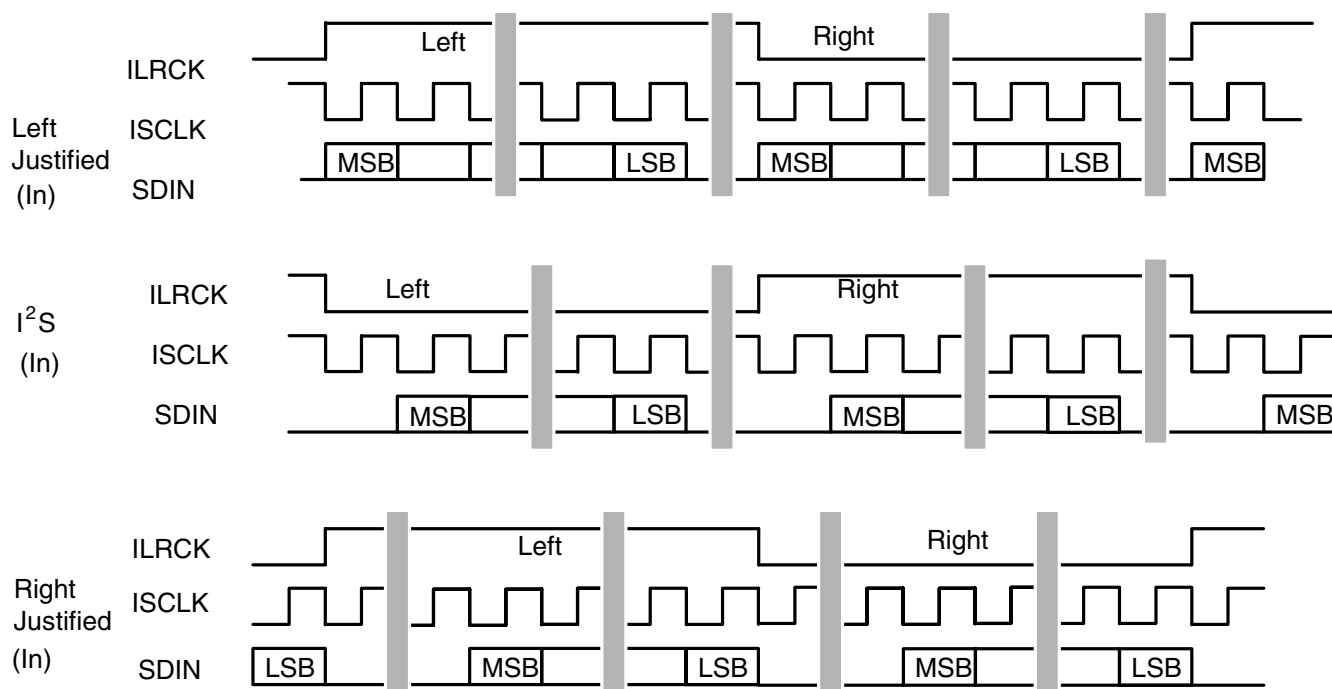 Left
Justified
(In)
ILRCK
Left
Right
ISCLK
SDIN
MSB
LSB
MSB
LSB
MSB
I²S
(In)
ILRCK
Left
Right
ISCLK
SDIN
MSB
LSB
MSB
LSB
MSB
Right
Justified
(In)
ILRCK
Left
Right
ISCLK
SDIN
LSB
MSB
LSB
MSB
LSB